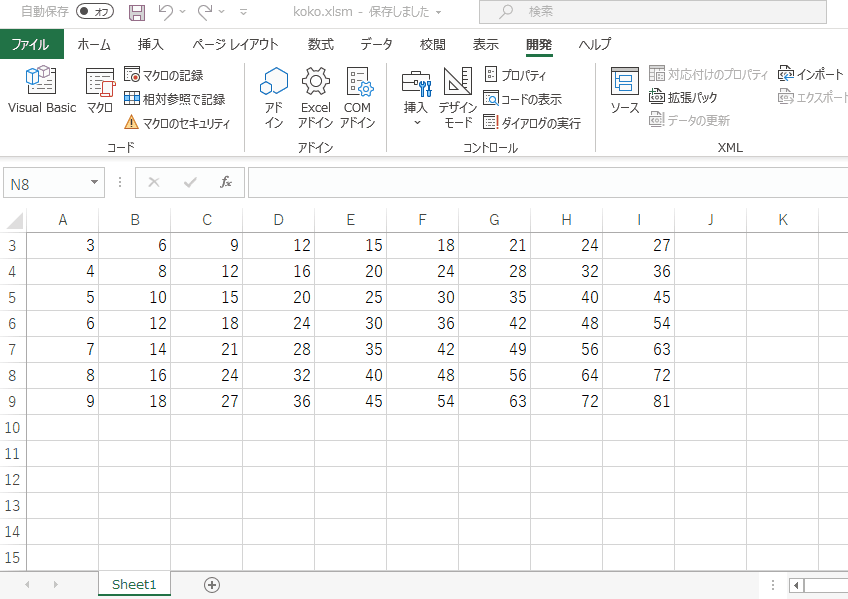 自動保存 オフ koko.xlsm - 保存しました 検索
ファイル ホーム 挿入 ページ レイアウト 数式 データ 校閲 表示 開発 ヘルプ
Visual Basic マクロ マクロの記録 相対参照で記録 マクロのセキュリティ
コード
アドイン Excel アドイン COM アドイン
アドイン
挿入 デザイン モード プロパティ コードの表示 ダイアログの実行
コントロール
ソース 対応付けのプロパティ 拡張パック データの更新 インポート エクスポート
XML
N8 fx
A B C D E F G H I J K
3 3 6 9 12 15 18 21 24 27
4 4 8 12 16 20 24 28 32 36
5 5 10 15 20 25 30 35 40 45
6 6 12 18 24 30 36 42 48 54
7 7 14 21 28 35 42 49 56 63
8 8 16 24 32 40 48 56 64 72
9 9 18 27 36 45 54 63 72 81
10
11
12
13
14
15
Sheet1